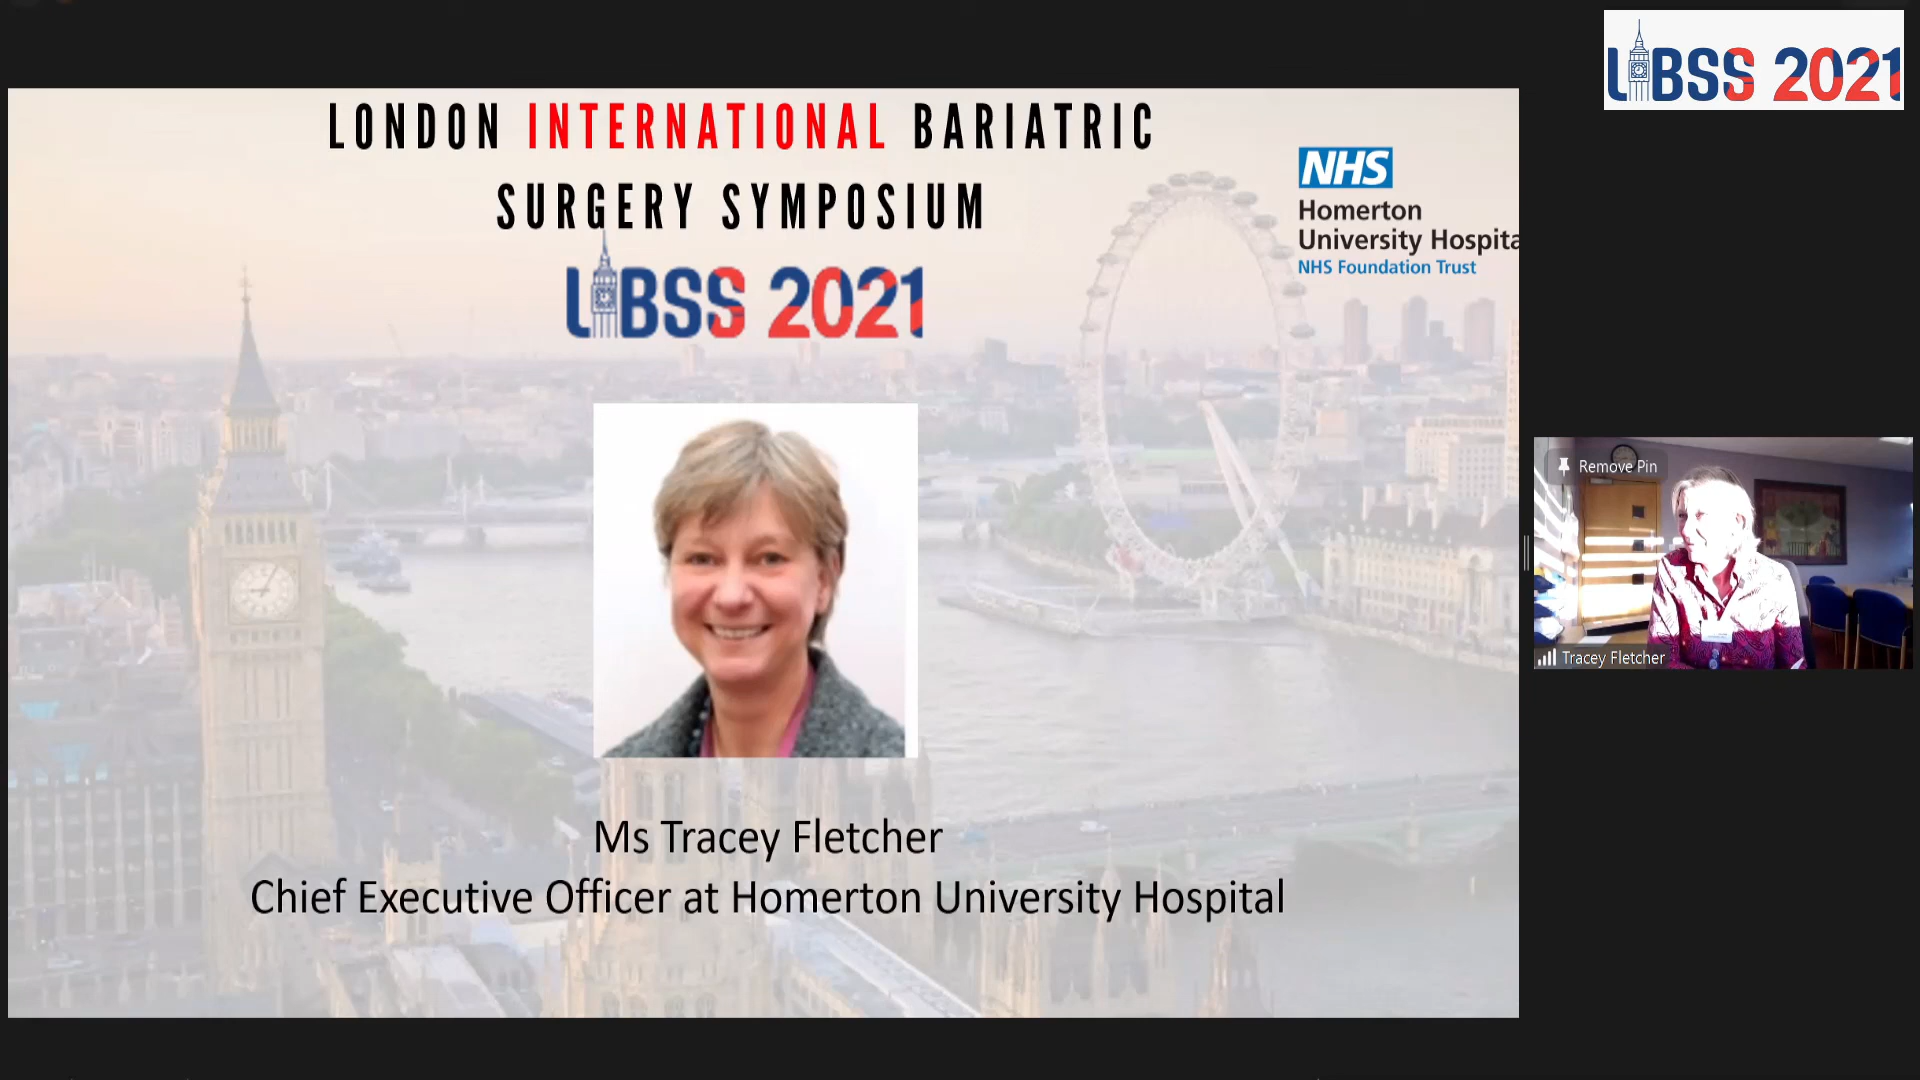 LIBSS 2021
LONDON INTERNATIONAL BARIATRIC
SURGERY SYMPOSIUM
LIBSS 2021
NHS
Homerton
University Hospita
NHS Foundation Trust
Remove Pin
Tracey Fletcher
Ms Tracey Fletcher
Chief Executive Officer at Homerton University Hospital